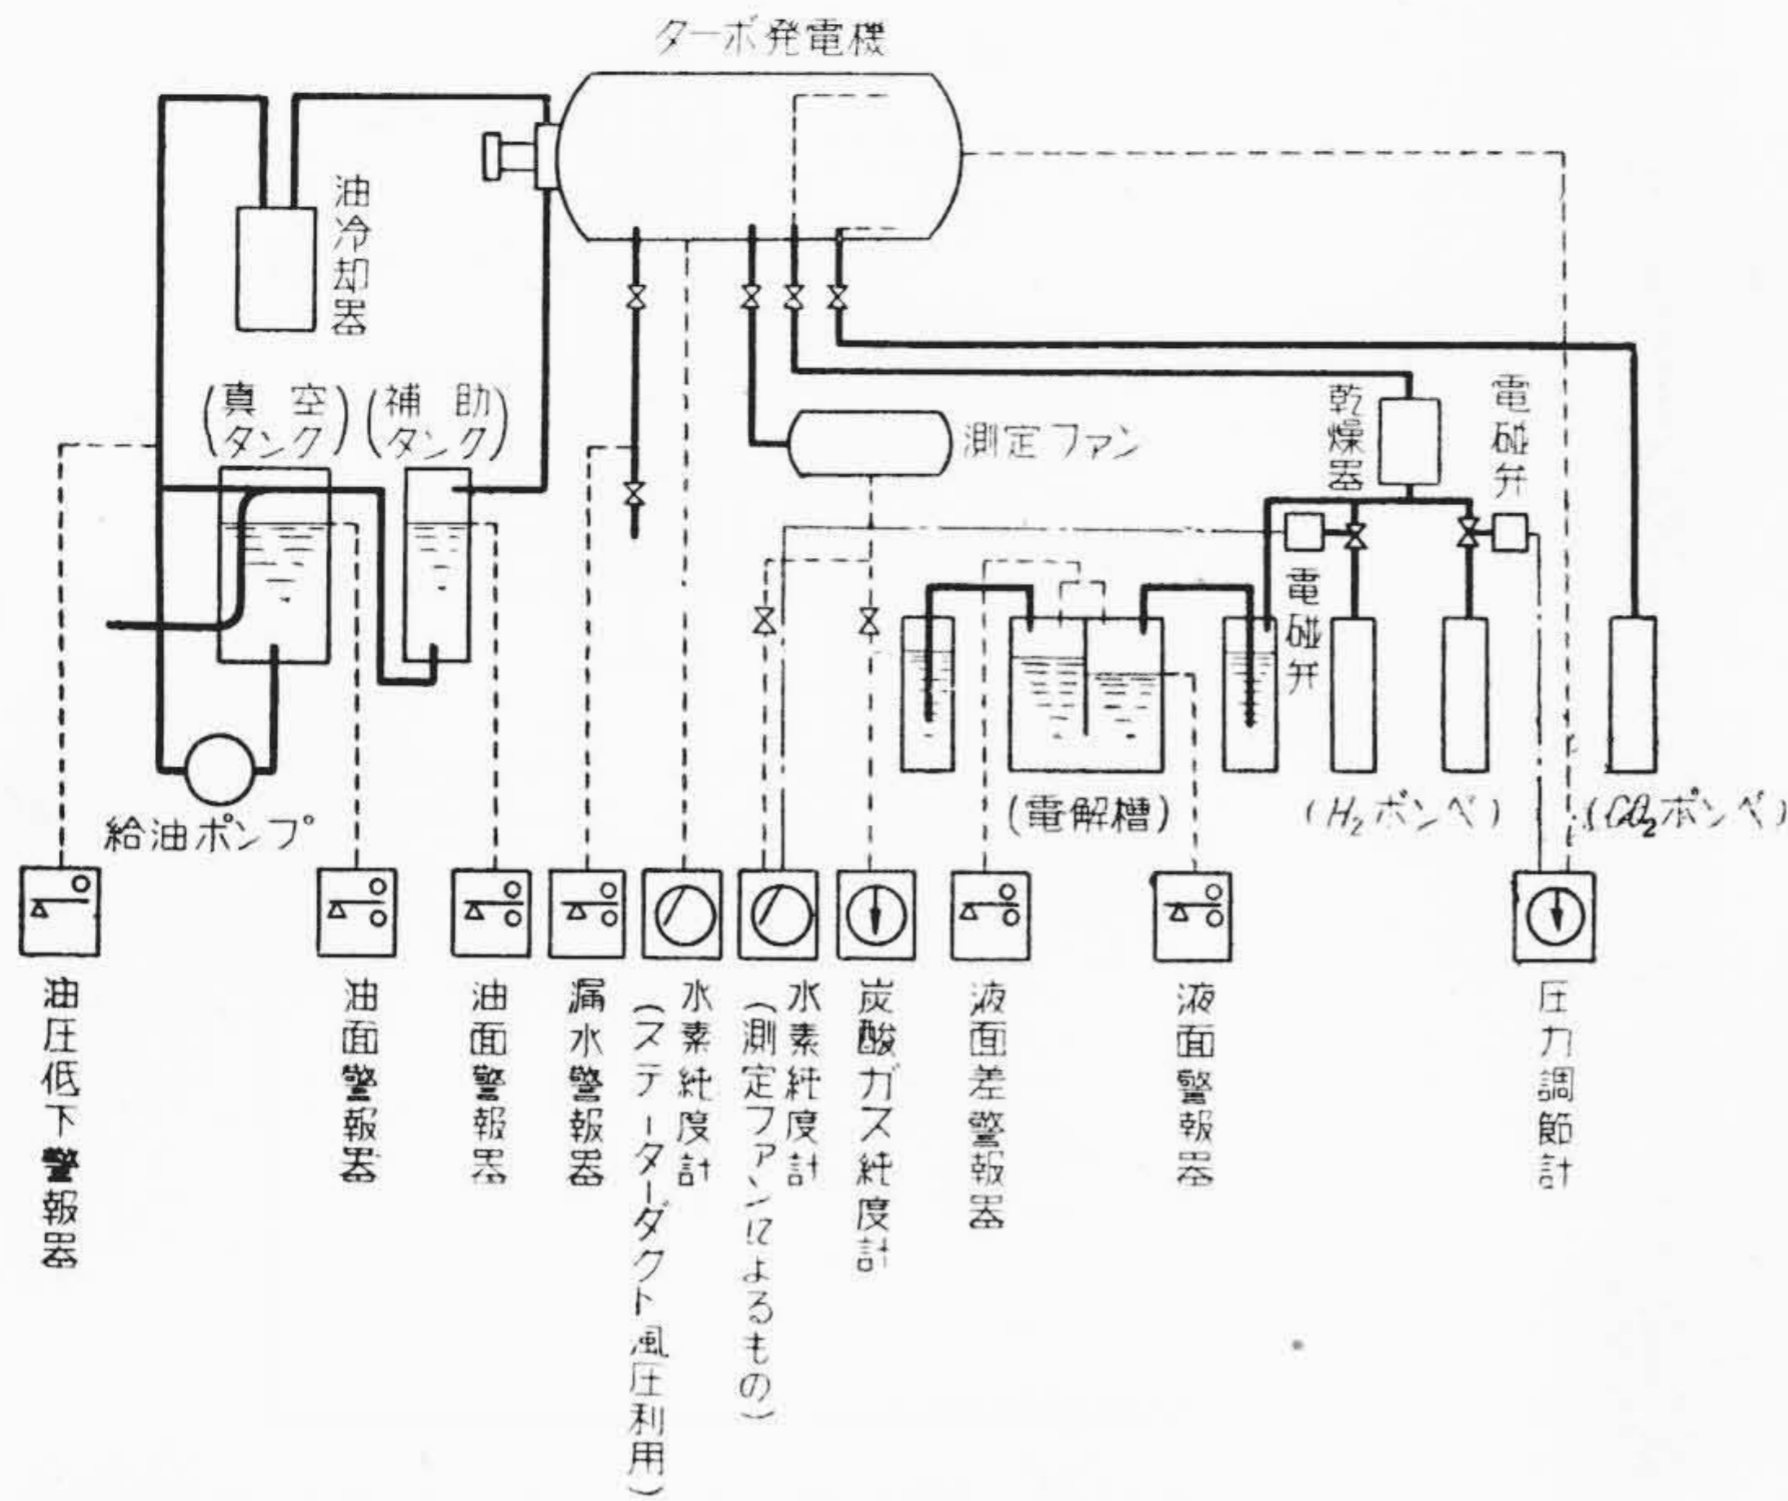 ターボ発電機
油冷却器
(真空タンク)
(補助タンク)
測定ファン
乾燥器
電磁弁
電磁弁
給油ポンプ
(電解槽)
(H₂ボンベ)
(CO₂ボンベ)
油圧低下警報器
油面警報器
油面警報器
漏水警報器
水素純度計
(ステーターダクト風圧利用)
水素純度計
(測定ファンによるもの)
炭酸ガス純度計
液面差警報器
液面警報器
圧力調節計